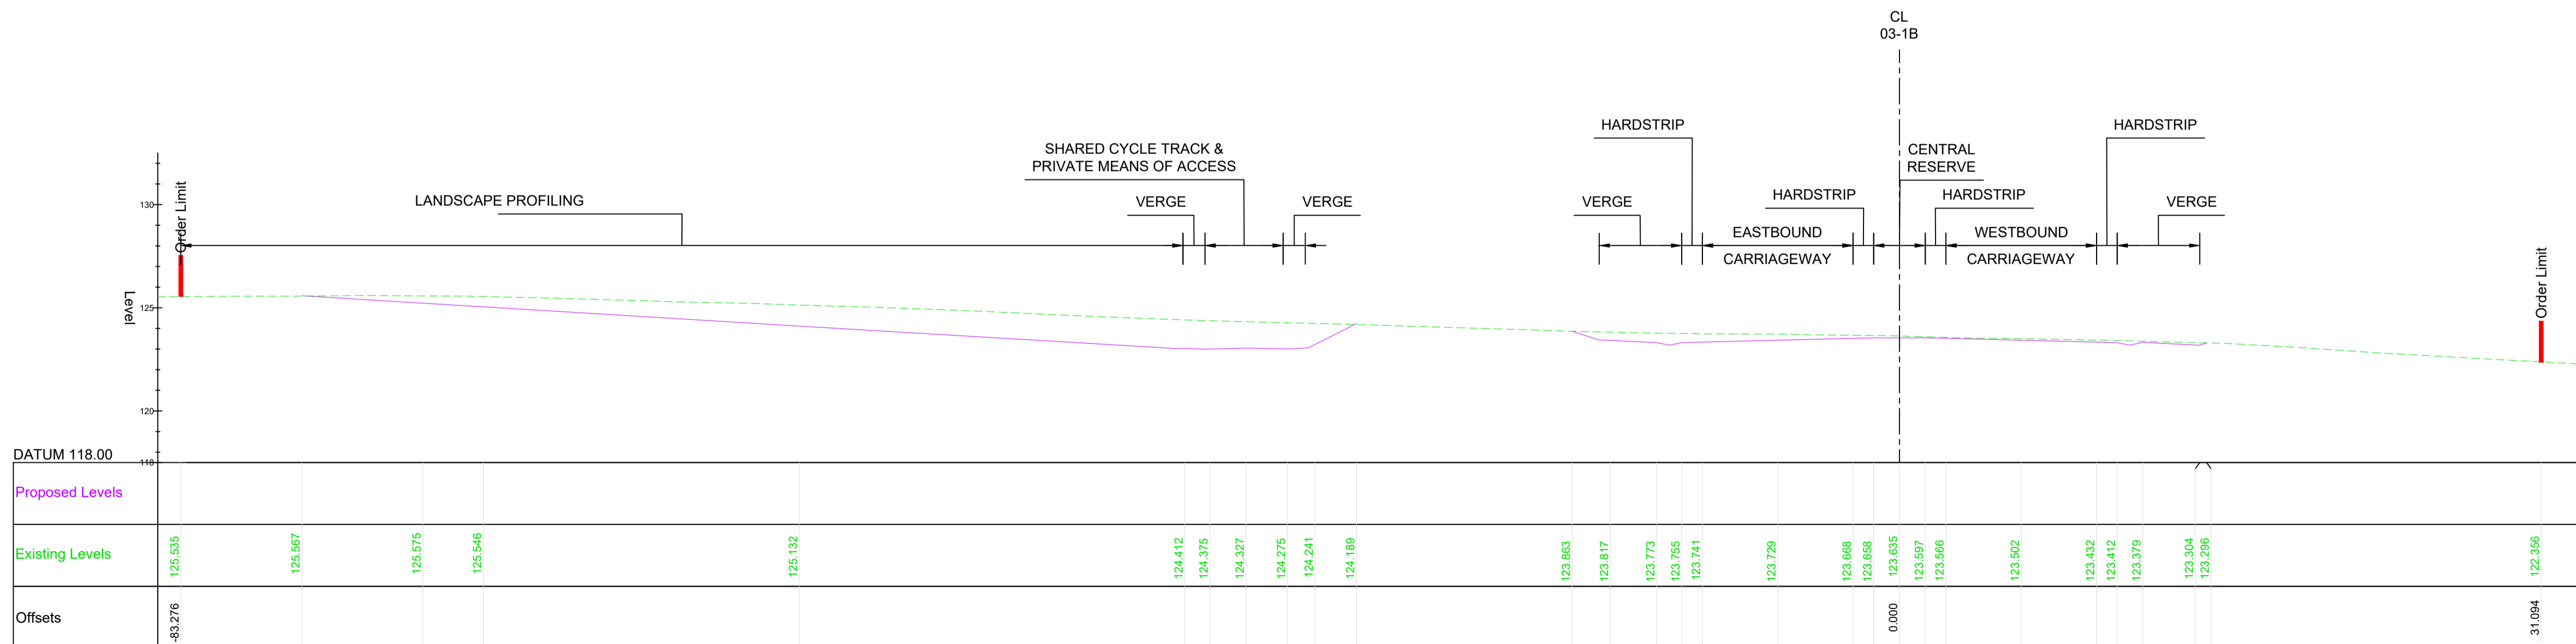 CL
03-1B
HARDSTRIP
HARDSTRIP
SHARED CYCLE TRACK &
PRIVATE MEANS OF ACCESS
CENTRAL
RESERVE
LANDSCAPE PROFILING
VERGE
VERGE
VERGE
HARDSTRIP
HARDSTRIP
VERGE
EASTBOUND
CARRIAGEWAY
WESTBOUND
CARRIAGEWAY
Order Limit
Order Limit
Level
130
125
120
118
DATUM 118.00
Proposed Levels
Existing Levels
125.535
125.567
125.575
125.546
125.132
124.412
124.375
124.327
124.275
124.241
124.189
123.863
123.817
123.773
123.755
123.741
123.729
123.668
123.658
123.635
123.597
123.566
123.502
123.432
123.412
123.379
123.304
123.296
122.356
Offsets
-83.276
0.000
31.094